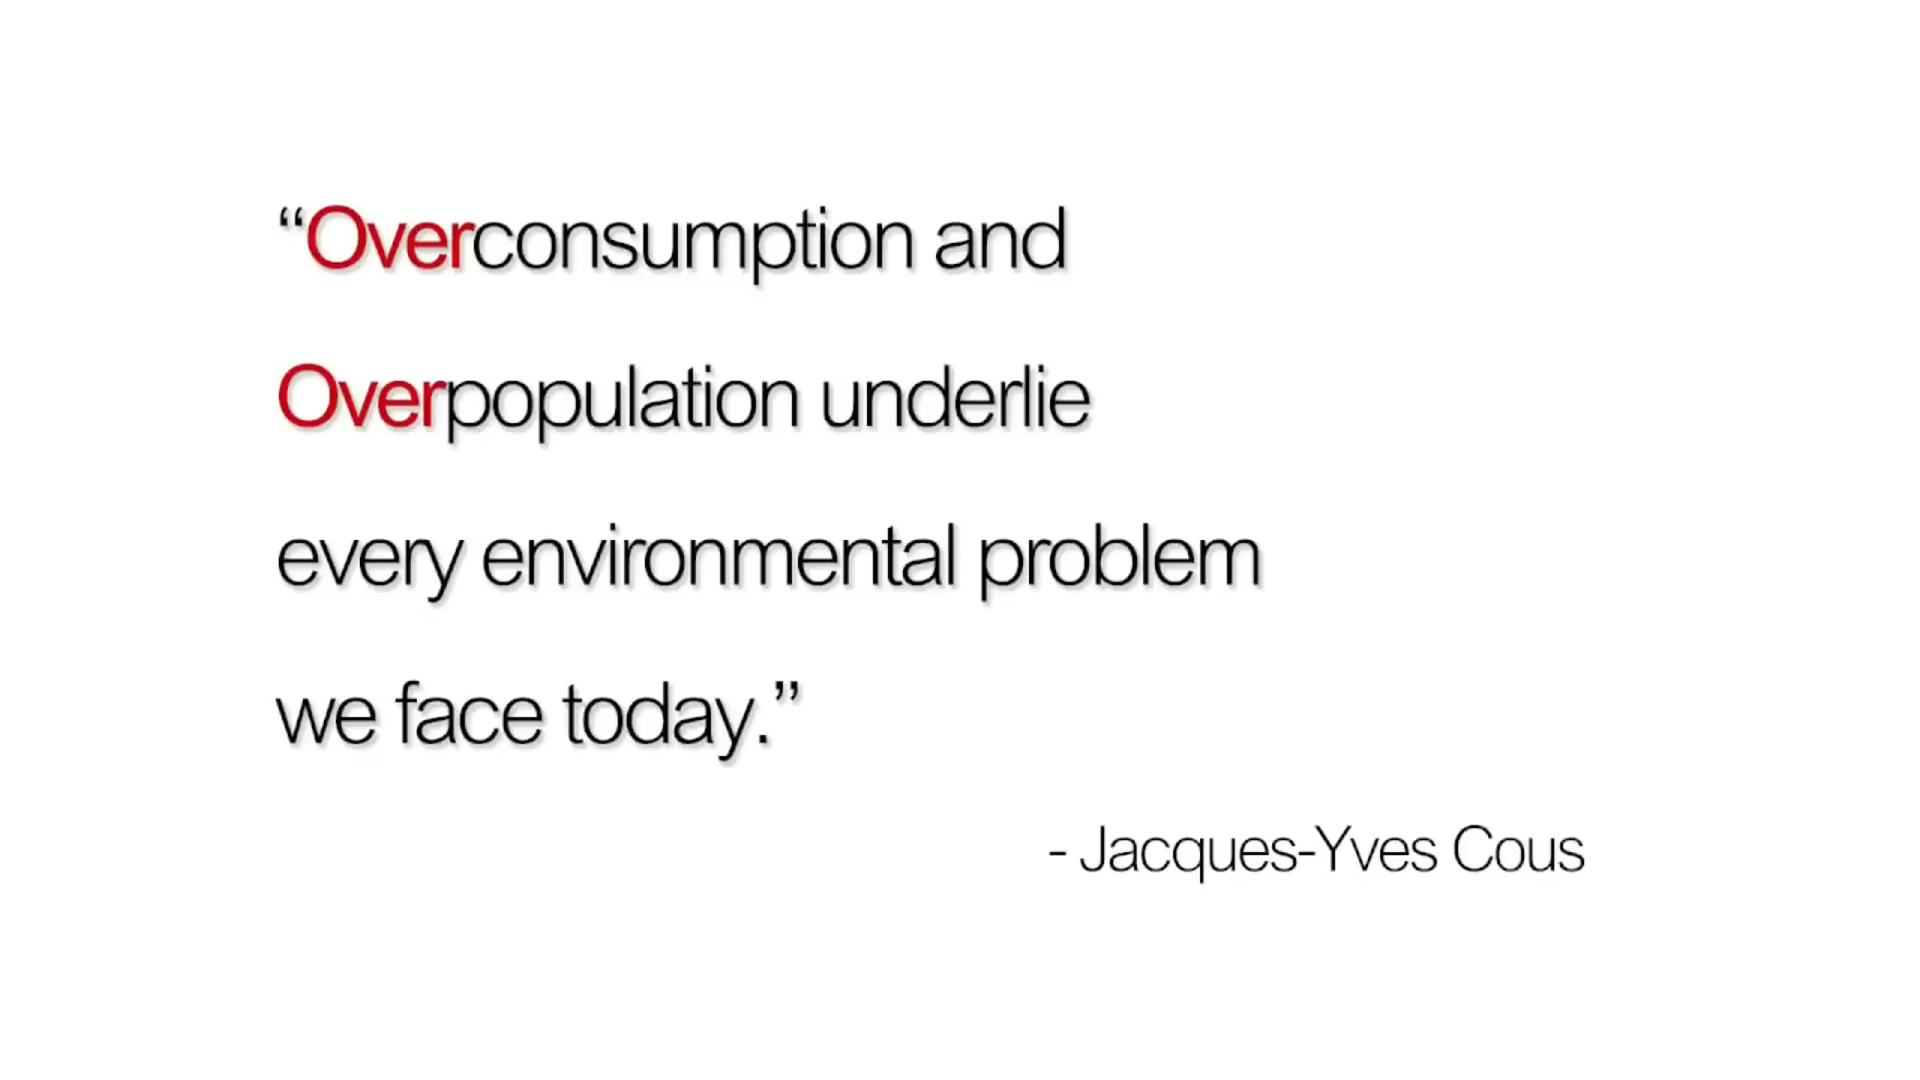 “Overconsumption and
Overpopulation underlie
every environmental problem
we face today.”
- Jacques-Yves Cous